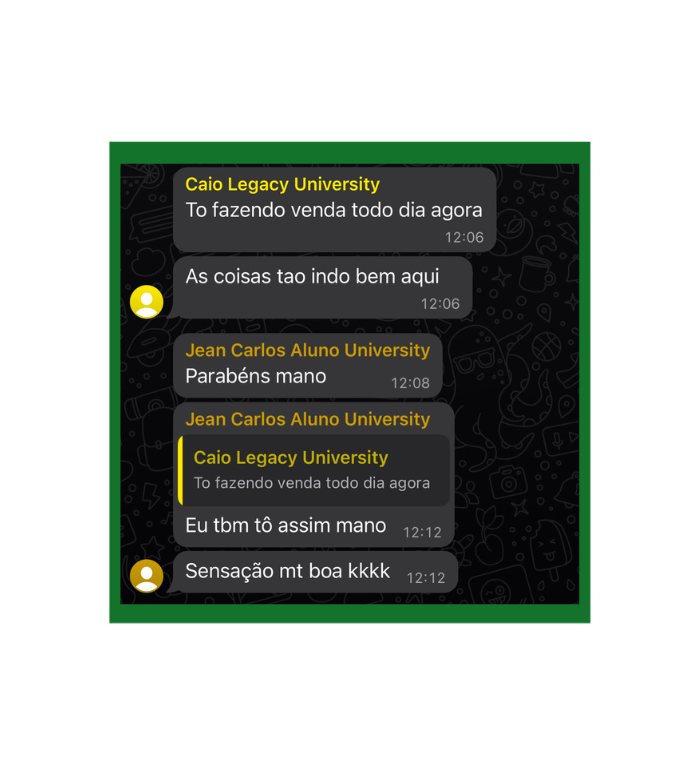 Caio Legacy University
To fazendo venda todo dia agora
12:06
As coisas tao indo bem aqui
12:06
Jean Carlos Aluno University
Parabéns mano 12:08
Jean Carlos Aluno University
Caio Legacy University
To fazendo venda todo dia agora
Eu tbm tô assim mano 12:12
Sensação mt boa kkkk 12:12